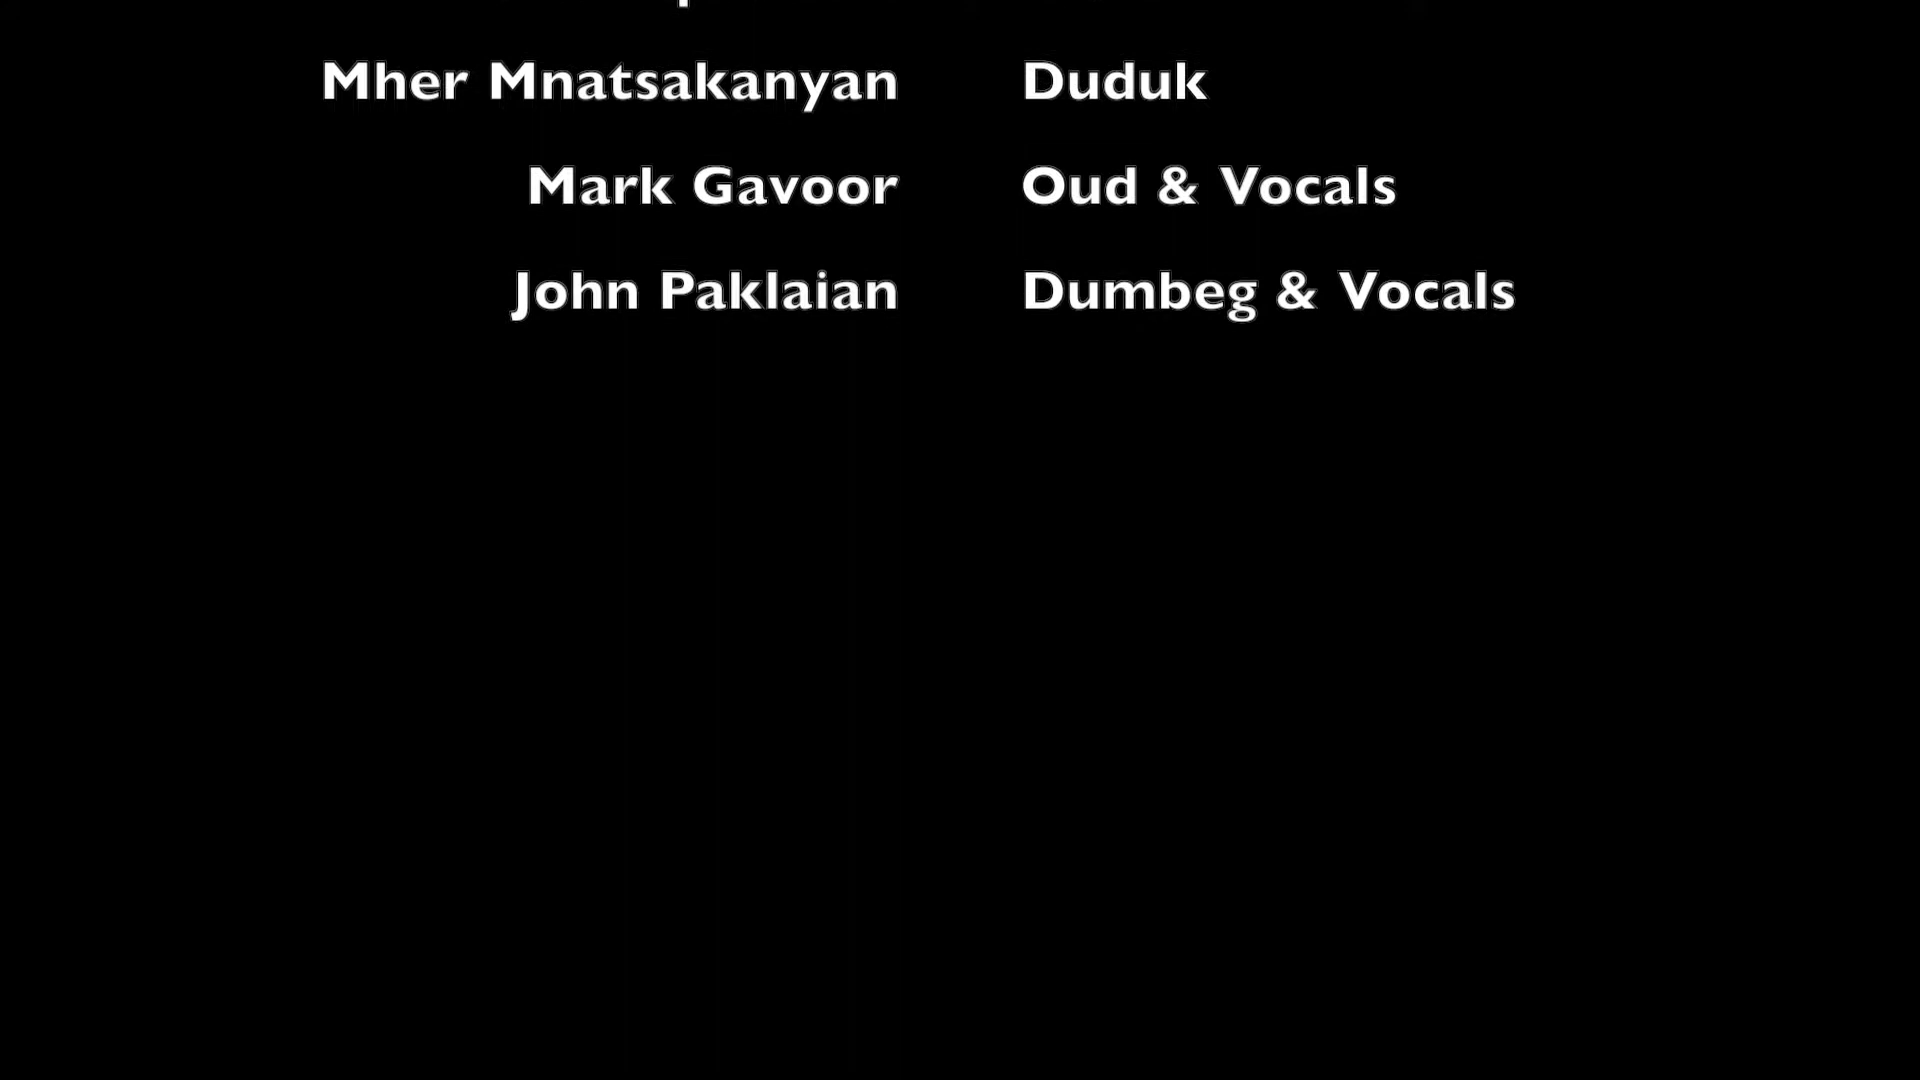 Mher Mnatsakanyan Duduk
Mark Gavoor Oud & Vocals
John Paklaian Dumbeg & Vocals